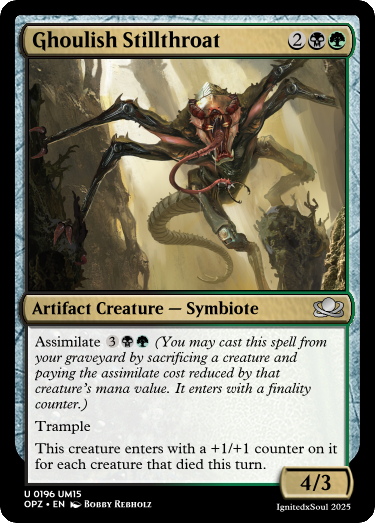 Ghoulish Stillthroat 2
Artifact Creature — Symbiote
Assimilate 3 (You may cast this spell from
your graveyard by sacrificing a creature and
paying the assimilate cost reduced by that
creature's mana value. It enters with a finality
counter.)
Trample
This creature enters with a +1/+1 counter on it
for each creature that died this turn.
4/3
U 0196 UM15
OPZ • EN Bobby Rebholz
IgnitedxSoul 2025